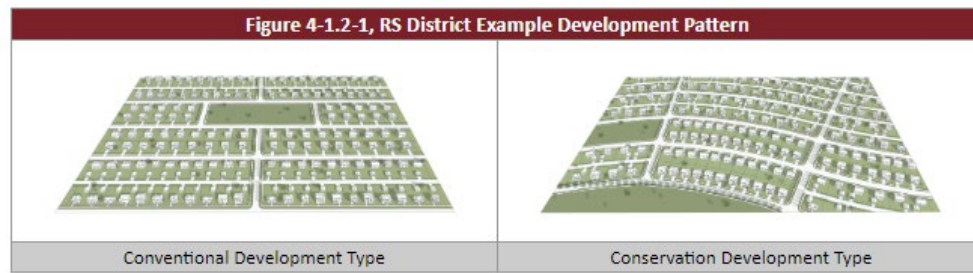 Figure 4-1.2-1, RS District Example Development Pattern
Conventional Development Type
Conservation Development Type